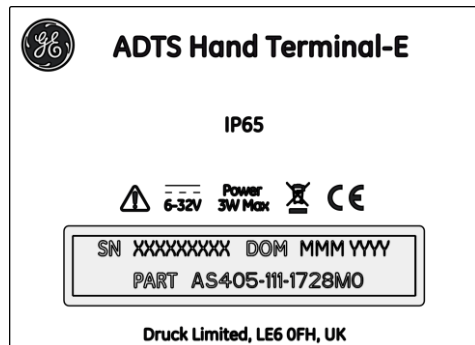 GE
ADTS Hand Terminal-E
IP65
6-32V
Power
3W Max
CE
SN XXXXXXXXX DOM MMM YYYY
PART AS405-111-1728M0
Druck Limited, LE6 0FH, UK